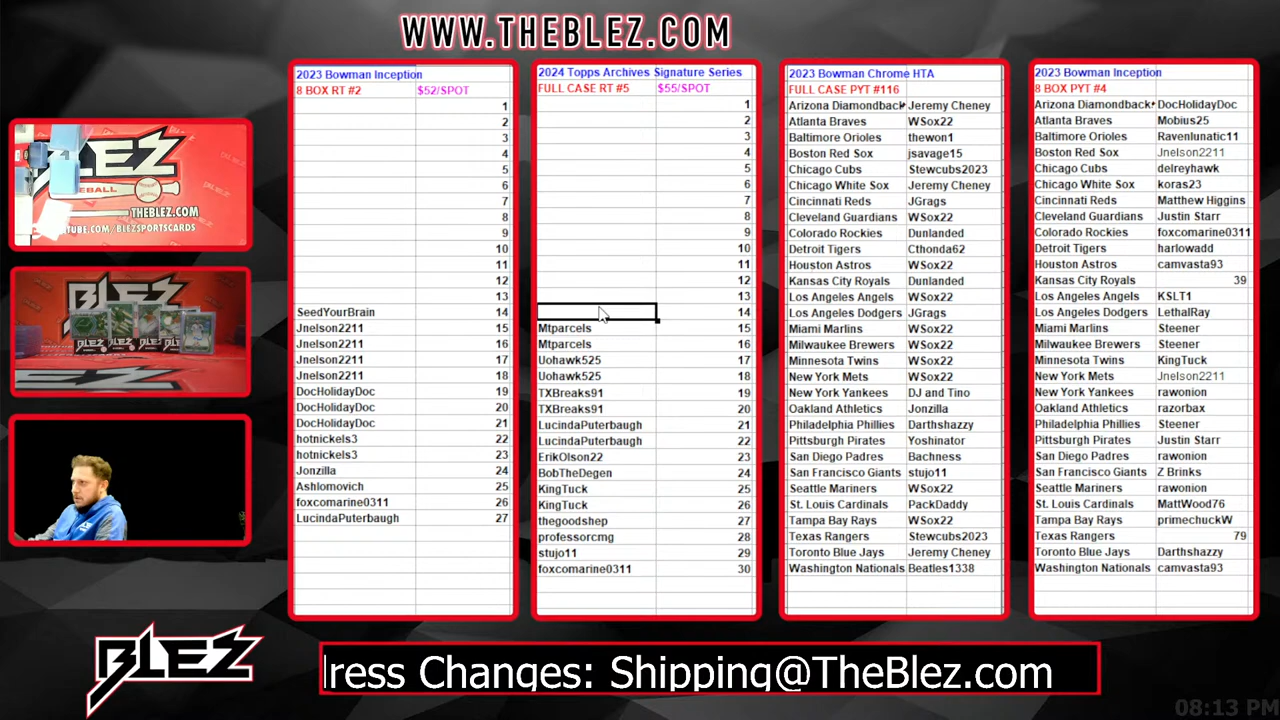 WWW.THEBLEZ.COM
BLEZ
BASEBALL
THEBLEZ.COM
TUBE.COM/BLEZSPORTSCARDS
BLEZ
2023 Bowman Inception
8 BOX RT #2 $52/SPOT
1
2
3
4
5
6
7
8
9
10
11
12
13
SeedYourBrain 14
Jnelson2211 15
Jnelson2211 16
Jnelson2211 17
Jnelson2211 18
DocHolidayDoc 19
DocHolidayDoc 20
DocHolidayDoc 21
hotnickels3 22
hotnickels3 23
Jonzilla 24
Ashlomovich 25
foxcomarine0311 26
LucindaPuterbaugh 27
2024 Topps Archives Signature Series
FULL CASE RT #5 $55/SPOT
1
2
3
4
5
6
7
8
9
10
11
12
13
14
Mtparcels 15
Mtparcels 16
Uohawk525 17
Uohawk525 18
TXBreaks91 19
TXBreaks91 20
LucindaPuterbaugh 21
LucindaPuterbaugh 22
ErikOlson22 23
BobTheDegen 24
KingTuck 25
KingTuck 26
thegoodshep 27
professorcmg 28
stujo11 29
foxcomarine0311 30
2023 Bowman Chrome HTA
FULL CASE PYT #116
Arizona Diamondback Jeremy Cheney
Atlanta Braves WSox22
Baltimore Orioles thewon1
Boston Red Sox jsavage15
Chicago Cubs Stewcubs2023
Chicago White Sox Jeremy Cheney
Cincinnati Reds JGrags
Cleveland Guardians WSox22
Colorado Rockies Dunlanded
Detroit Tigers Cthonda62
Houston Astros WSox22
Kansas City Royals Dunlanded
Los Angeles Angels WSox22
Los Angeles Dodgers JGrags
Miami Marlins WSox22
Milwaukee Brewers WSox22
Minnesota Twins WSox22
New York Mets WSox22
New York Yankees DJ and Tino
Oakland Athletics Jonzilla
Philadelphia Phillies Darthshazzy
Pittsburgh Pirates Yoshinator
San Diego Padres Bachness
San Francisco Giants stujo11
Seattle Mariners WSox22
St. Louis Cardinals PackDaddy
Tampa Bay Rays WSox22
Texas Rangers Stewcubs2023
Toronto Blue Jays Jeremy Cheney
Washington Nationals Beatles1338
2023 Bowman Inception
8 BOX PYT #4
Arizona Diamondback DocHolidayDoc
Atlanta Braves Mobius25
Baltimore Orioles Ravenlunatic11
Boston Red Sox Jnelson2211
Chicago Cubs delreyhawk
Chicago White Sox koras23
Cincinnati Reds Matthew Higgins
Cleveland Guardians Justin Starr
Colorado Rockies foxcomarine0311
Detroit Tigers harlowadd
Houston Astros camvasta93
Kansas City Royals 39
Los Angeles Angels KSLT1
Los Angeles Dodgers LethalRay
Miami Marlins Steener
Milwaukee Brewers Steener
Minnesota Twins KingTuck
New York Mets Jnelson2211
New York Yankees rawonion
Oakland Athletics razorbax
Philadelphia Phillies Steener
Pittsburgh Pirates Justin Starr
San Diego Padres rawonion
San Francisco Giants Z Brinks
Seattle Mariners rawonion
St. Louis Cardinals MattWood76
Tampa Bay Rays primechuckW
Texas Rangers 79
Toronto Blue Jays Darthshazzy
Washington Nationals camvasta93
BLEZ
ress Changes: Shipping@TheBlez.com
08:13 PM